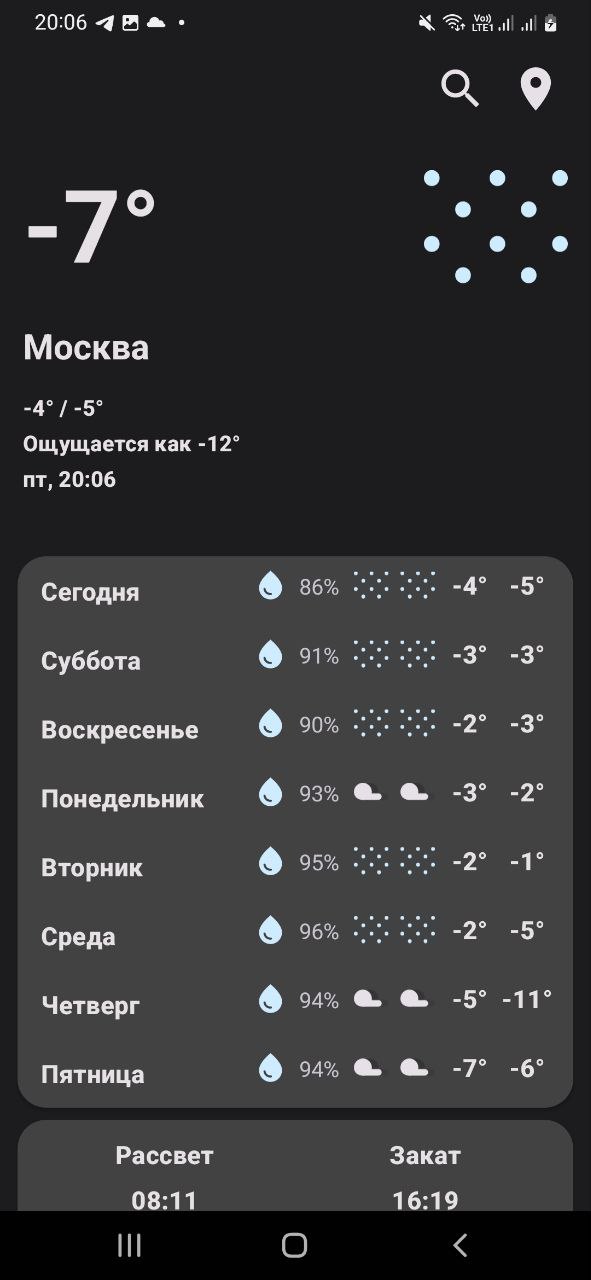 20:06 Vo)) LTE1
-7°
Москва
-4° / -5°
Ощущается как -12°
пт, 20:06
Сегодня 86% -4° -5°
Суббота 91% -3° -3°
Воскресенье 90% -2° -3°
Понедельник 93% -3° -2°
Вторник 95% -2° -1°
Среда 96% -2° -5°
Четверг 94% -5° -11°
Пятница 94% -7° -6°
Рассвет Закат
08:11 16:19